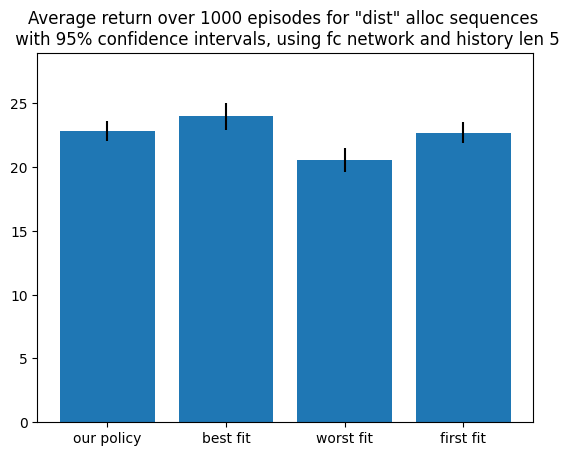 Average return over 1000 episodes for "dist" alloc sequences
with 95% confidence intervals, using fc network and history len 5
25
20
15
10
5
0
our policy
best fit
worst fit
first fit